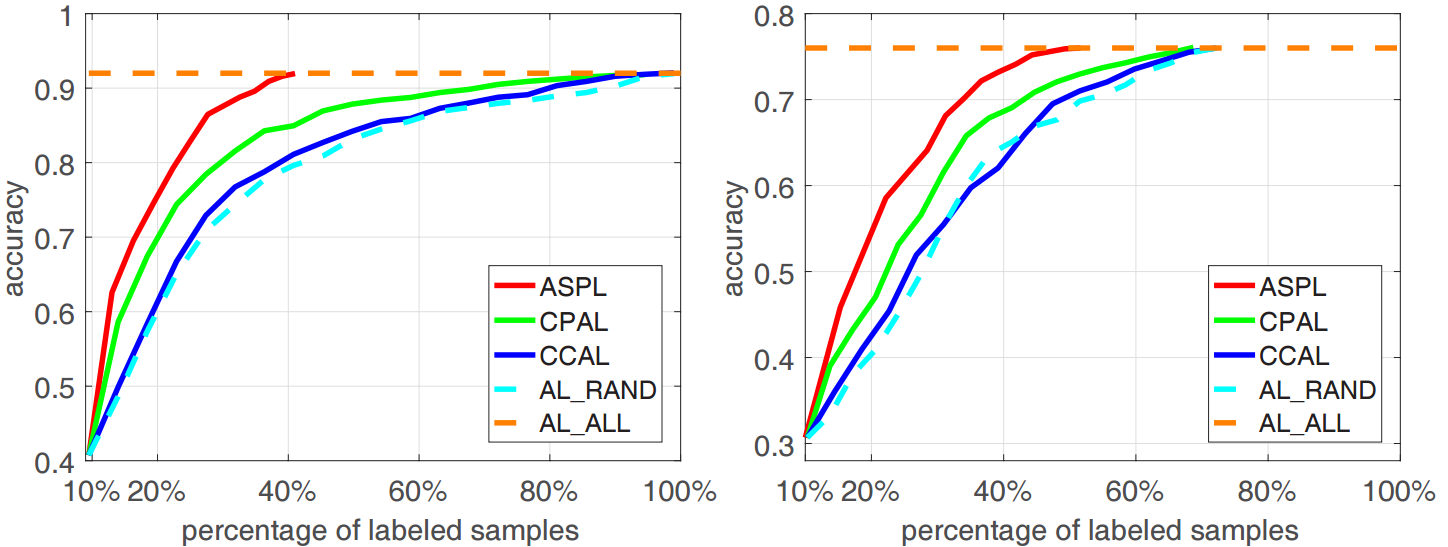 1
0.9
0.8
0.7
0.6
0.5
0.4
accuracy
10% 20% 40% 60% 80% 100%
percentage of labeled samples
ASPL
CPAL
CCAL
AL_RAND
AL_ALL
0.8
0.7
0.6
0.5
0.4
0.3
accuracy
10% 20% 40% 60% 80% 100%
percentage of labeled samples
ASPL
CPAL
CCAL
AL_RAND
AL_ALL